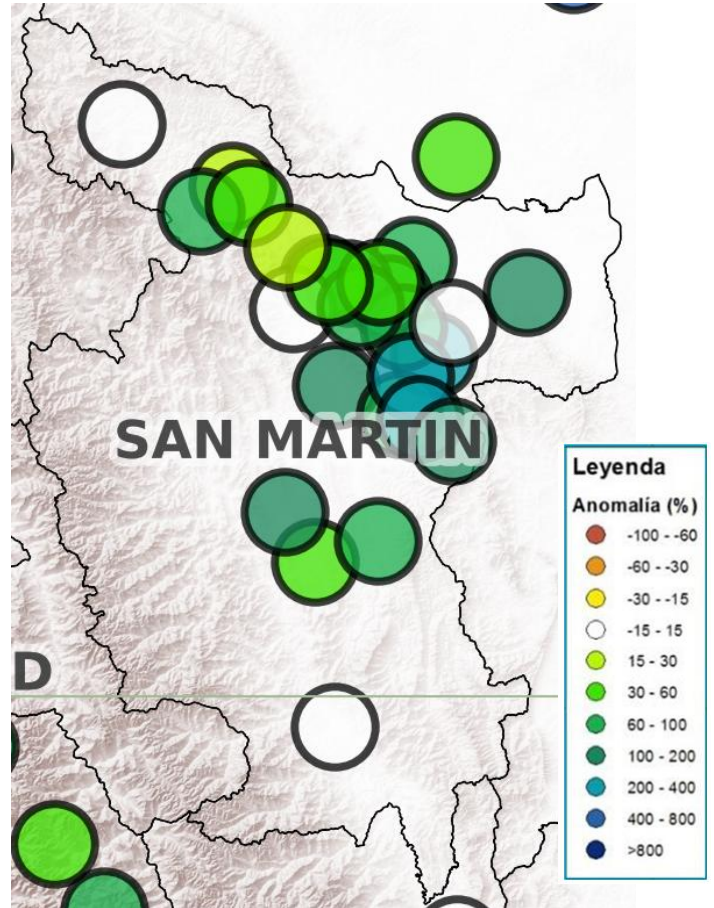 SAN MARTIN
D
Leyenda
Anomalía (%)
-100 - -60
-60 - -30
-30 - -15
-15 - 15
15 - 30
30 - 60
60 - 100
100 - 200
200 - 400
400 - 800
>800